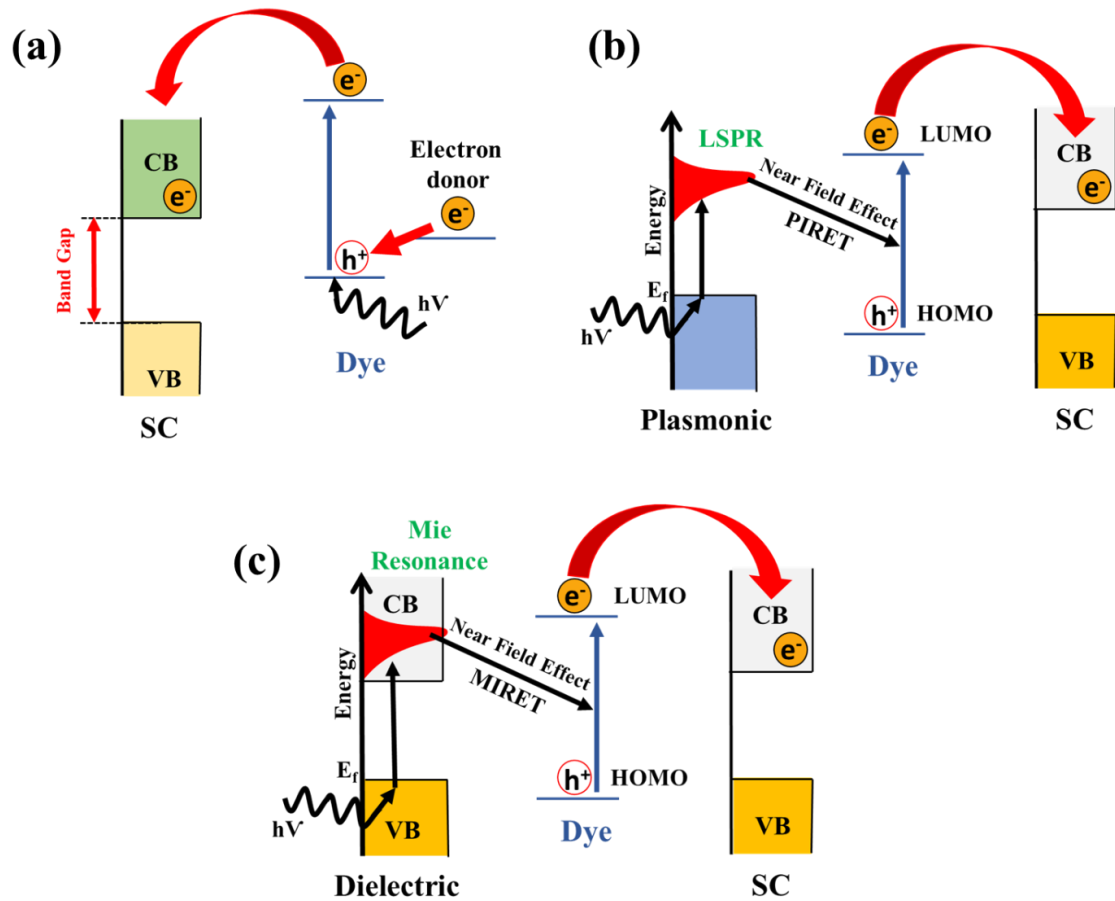 (a)
e-
CB
e-
Band Gap
VB
SC
Electron
donor
e-
h+
hV
Dye
(b)
LSPR
Energy
Ef
hV
Plasmonic
Near Field Effect
PIRET
e-
LUMO
h+
HOMO
Dye
CB
e-
VB
SC
(c)
Mie
Resonance
CB
Energy
Ef
hV
VB
Dielectric
Near Field Effect
MIRET
e-
LUMO
h+
HOMO
Dye
CB
e-
VB
SC